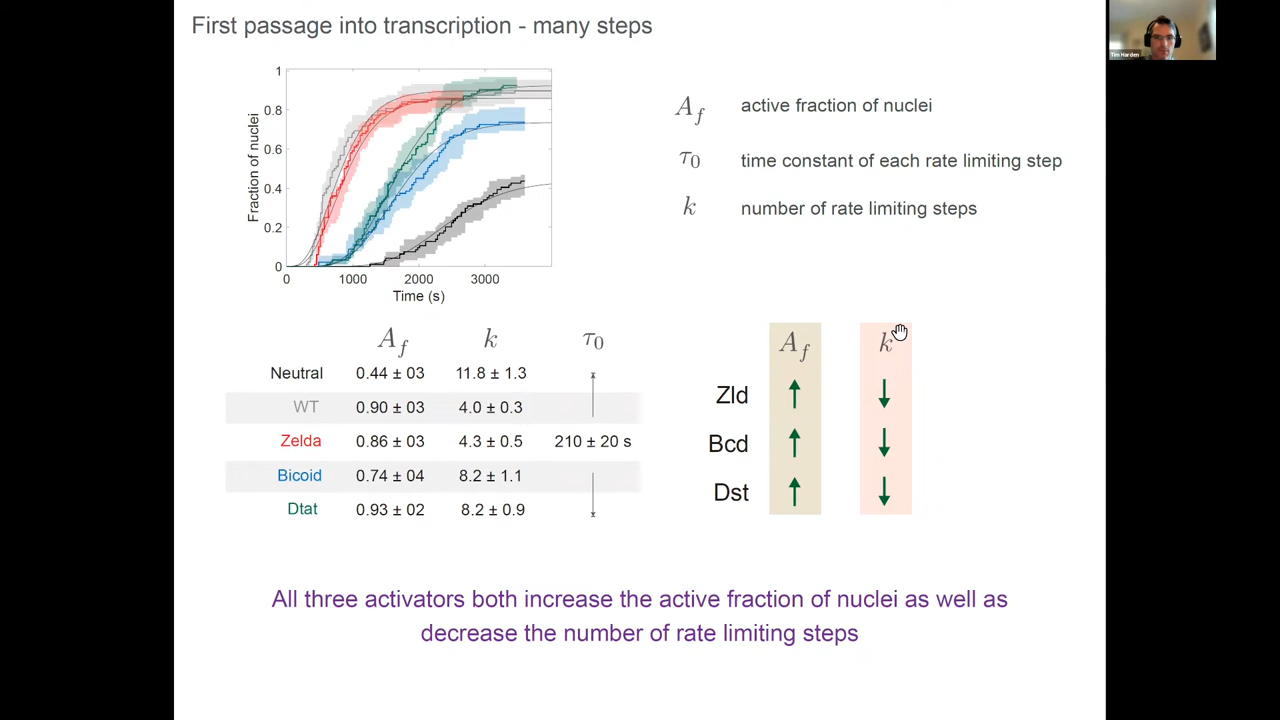 First passage into transcription - many steps
Tim Harden
1
0.8
0.6
0.4
0.2
0
Fraction of nuclei
0 1000 2000 3000
Time (s)
A_f active fraction of nuclei
τ0 time constant of each rate limiting step
k number of rate limiting steps
A_f k τ0
Neutral 0.44 ± 03 11.8 ± 1.3
WT 0.90 ± 03 4.0 ± 0.3
Zelda 0.86 ± 03 4.3 ± 0.5 210 ± 20 s
Bicoid 0.74 ± 04 8.2 ± 1.1
Dtat 0.93 ± 02 8.2 ± 0.9
A_f k
Zld ↑ ↓
Bcd ↑ ↓
Dst ↑ ↓
All three activators both increase the active fraction of nuclei as well as
decrease the number of rate limiting steps